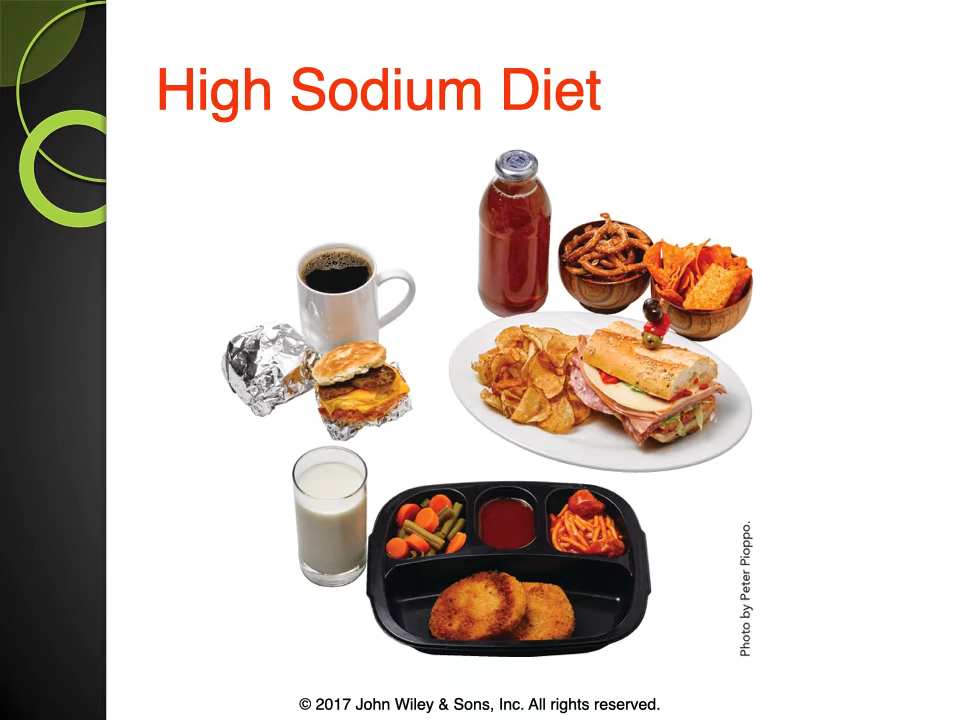 High Sodium Diet
Photo by Peter Pioppo.
© 2017 John Wiley & Sons, Inc. All rights reserved.